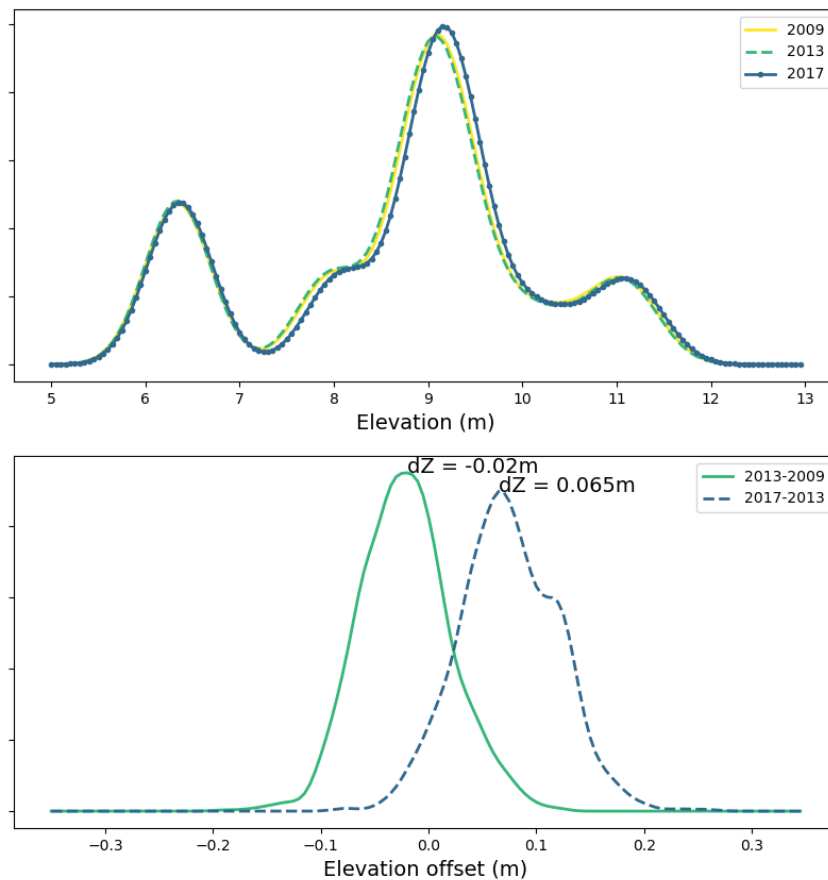 2009
2013
2017
5 6 7 8 9 10 11 12 13
Elevation (m)
dZ = -0.02m
dZ = 0.065m
2013-2009
2017-2013
−0.3 −0.2 −0.1 0.0 0.1 0.2 0.3
Elevation offset (m)